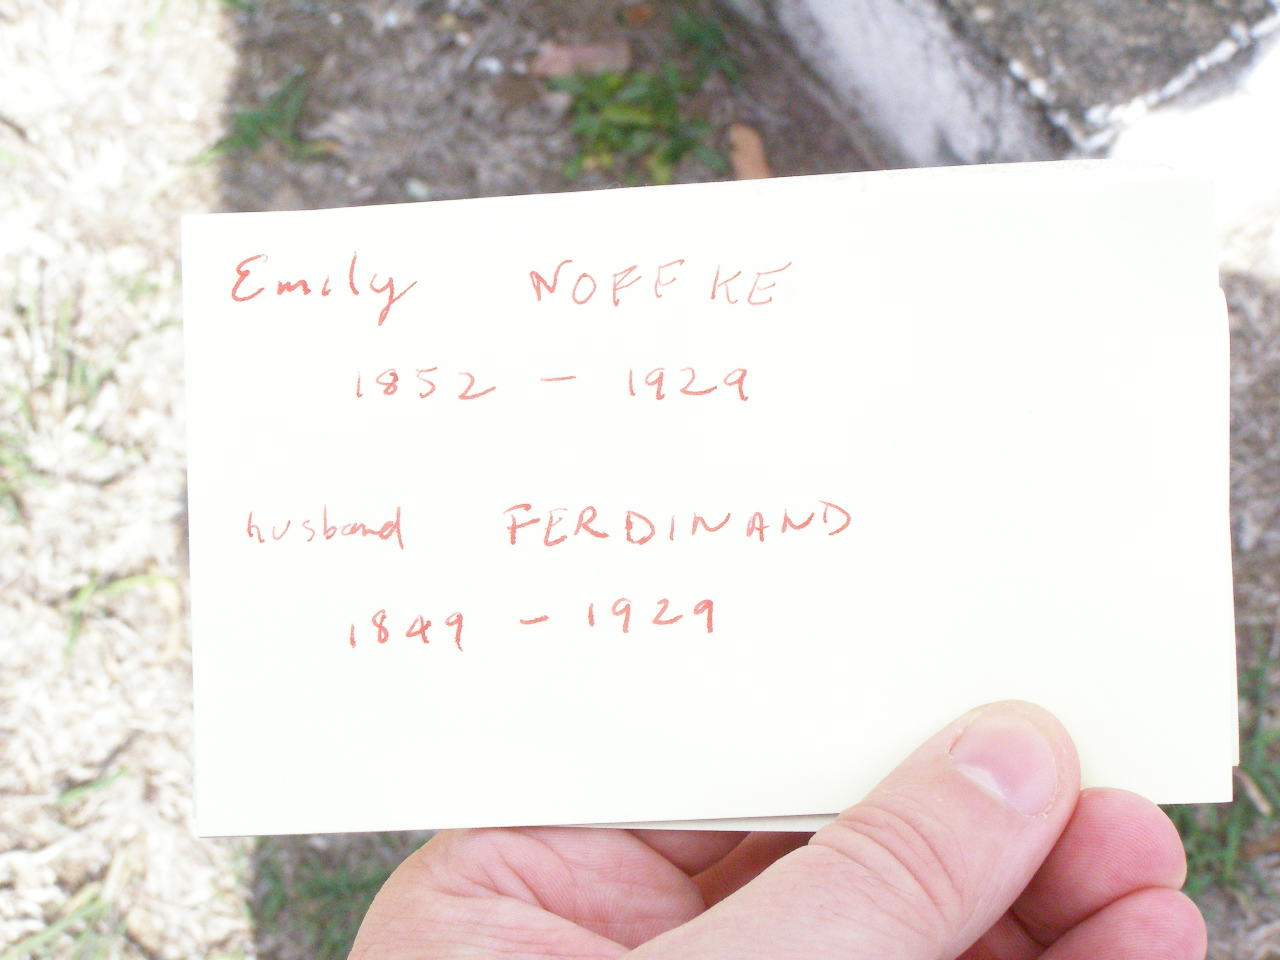 Emily NOFFKE
1852 - 1929
husband FERDINAND
1849 - 1929